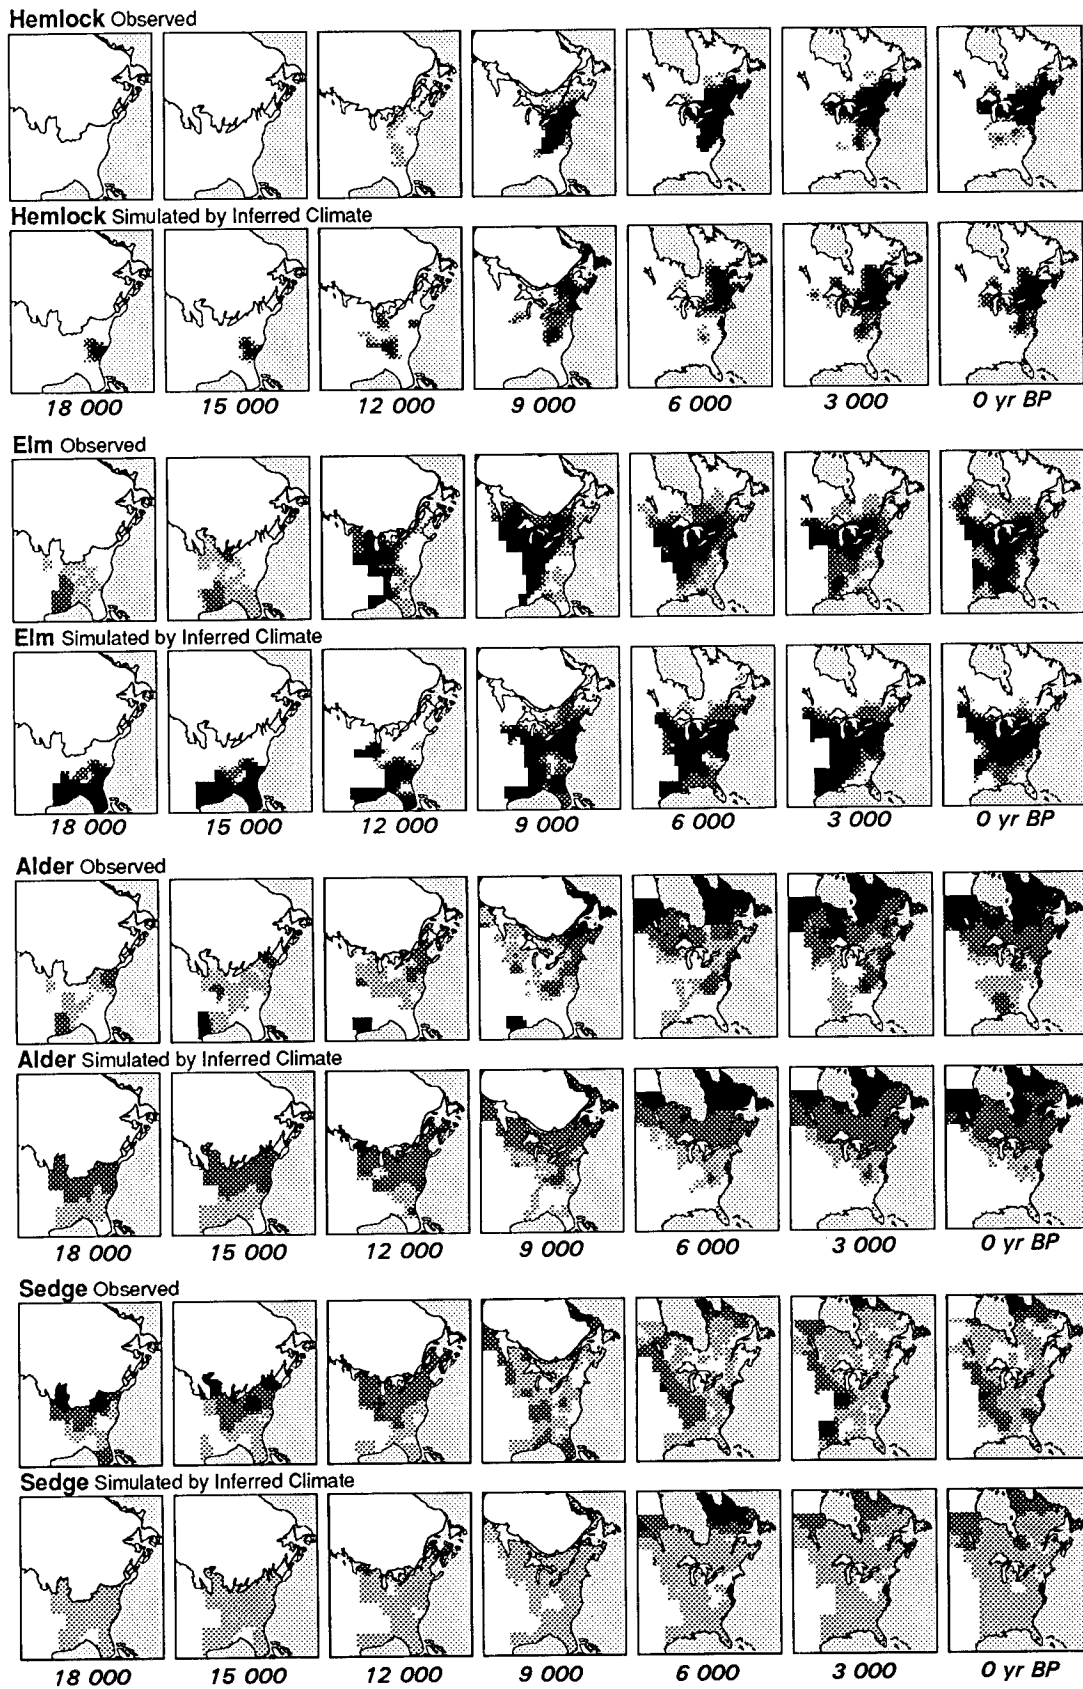 Hemlock Observed
Hemlock Simulated by Inferred Climate
18 000 15 000 12 000 9 000 6 000 3 000 0 yr BP
Elm Observed
Elm Simulated by Inferred Climate
18 000 15 000 12 000 9 000 6 000 3 000 0 yr BP
Alder Observed
Alder Simulated by Inferred Climate
18 000 15 000 12 000 9 000 6 000 3 000 0 yr BP
Sedge Observed
Sedge Simulated by Inferred Climate
18 000 15 000 12 000 9 000 6 000 3 000 0 yr BP